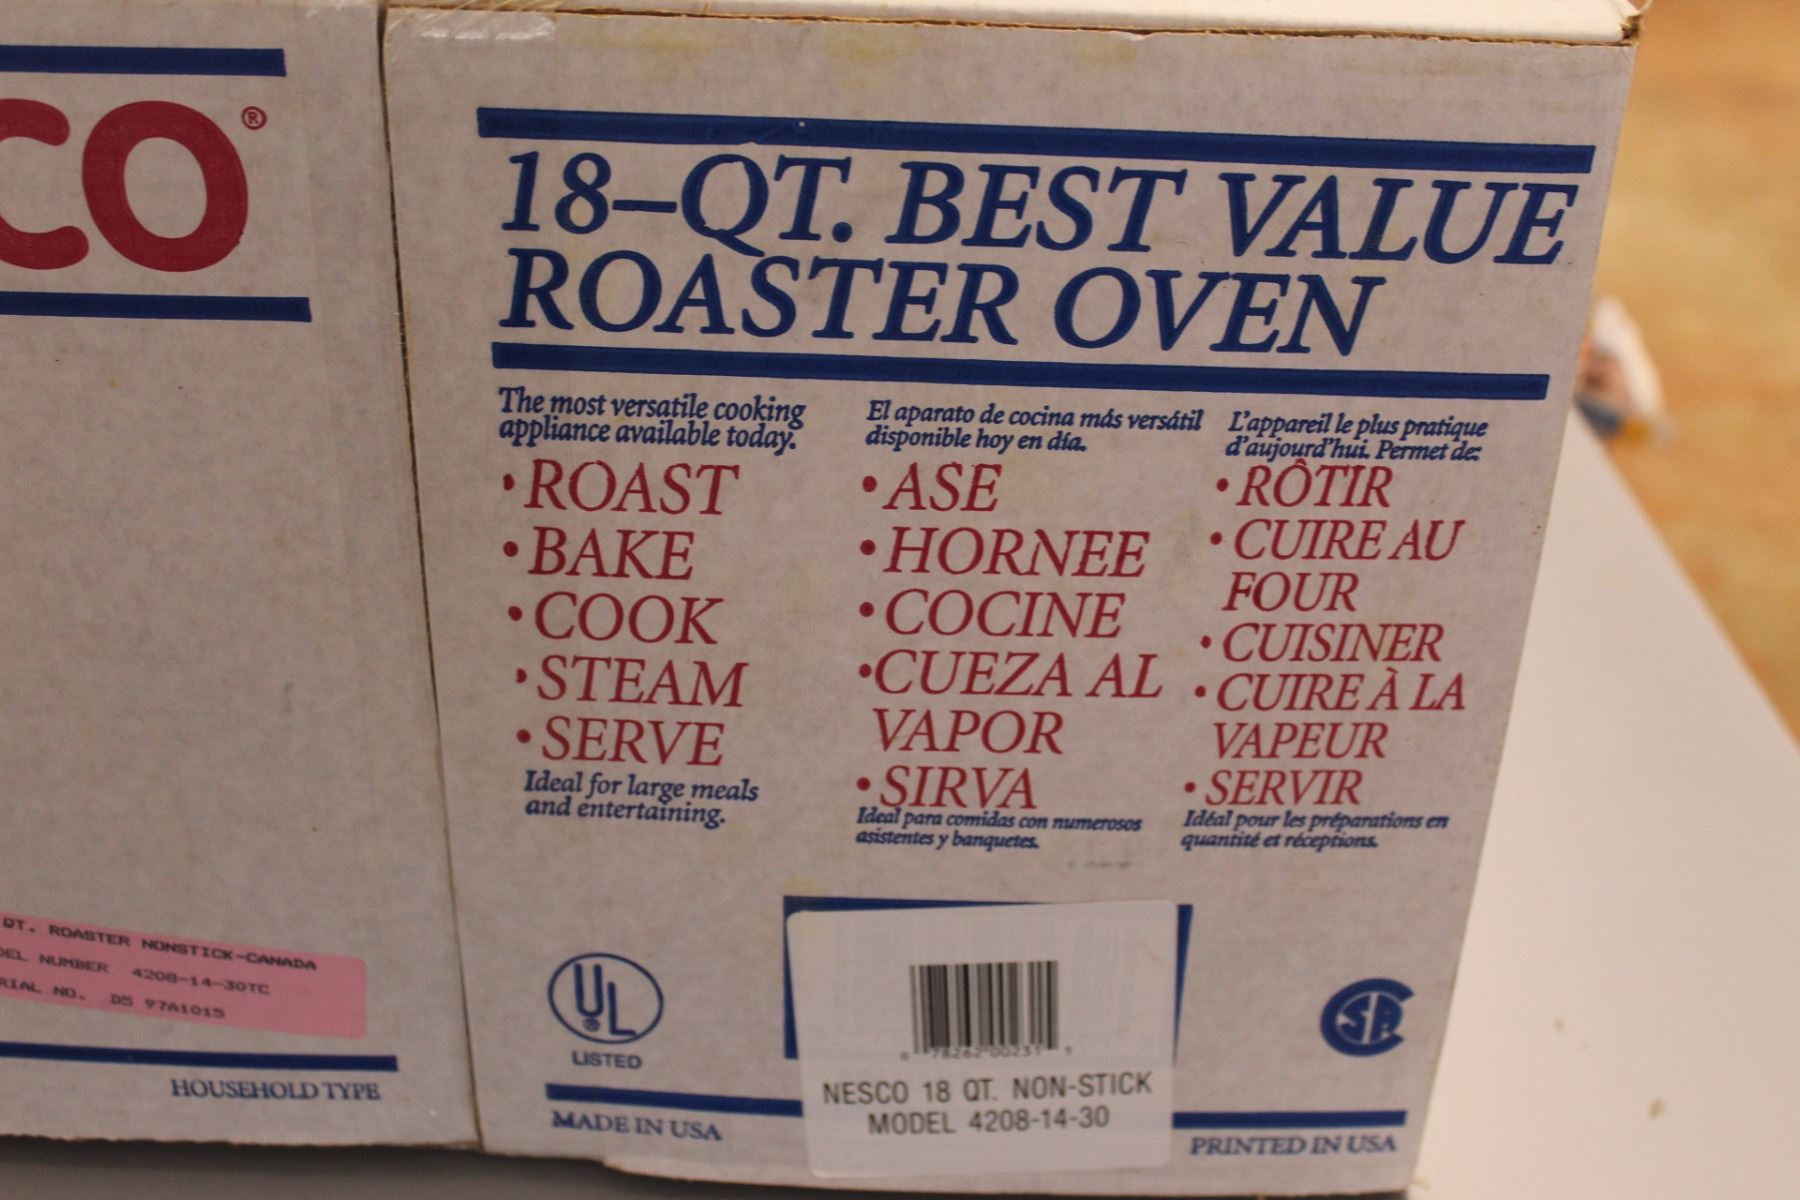 CO®
QT. ROASTER NONSTICK-CANADA
NUMBER 4208-14-30TC
NO. D5 97A1015
HOUSEHOLD TYPE
18-QT. BEST VALUE
ROASTER OVEN
The most versatile cooking
appliance available today.
• ROAST
• BAKE
• COOK
• STEAM
• SERVE
Ideal for large meals
and entertaining.
El aparato de cocina más versátil
disponible hoy en día.
• ASE
• HORNEE
• COCINE
• CUEZA AL
VAPOR
• SIRVA
Ideal para comidas con numerosos
asistentes y banquetes.
L'appareil le plus pratique
d'aujourd'hui. Permet de:
• RÔTIR
• CUIRE AU
FOUR
• CUISINER
• CUIRE À LA
VAPEUR
• SERVIR
Idéal pour les préparations en
quantité et réceptions.
UL®
LISTED
MADE IN USA
0 78262 00231 5
NESCO 18 QT. NON-STICK
MODEL 4208-14-30
SA
PRINTED IN USA